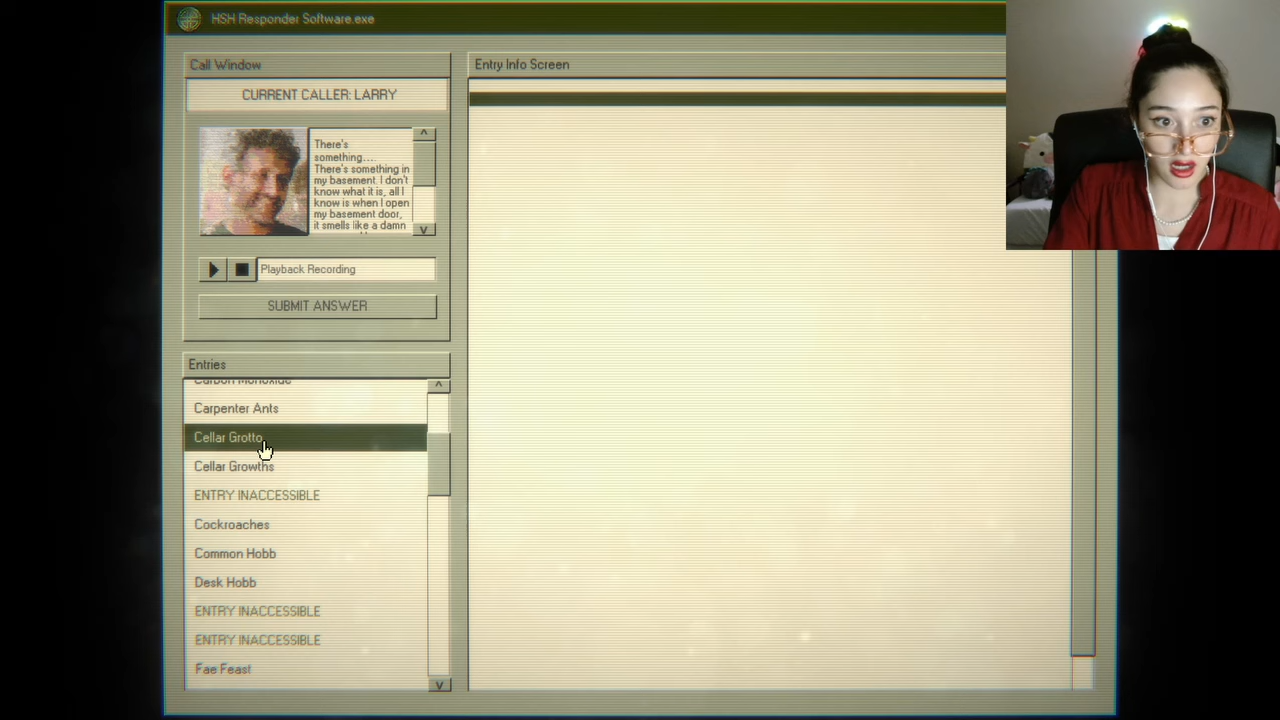 HSH Responder Software.exe
Call Window
CURRENT CALLER: LARRY
There's
something....
There's something in
my basement. I don't
know what it is, all I
know is when I open
my basement door,
it smells like a damn
Playback Recording
SUBMIT ANSWER
Entries
Carbon Monoxide
Carpenter Ants
Cellar Grotto
Cellar Growths
ENTRY INACCESSIBLE
Cockroaches
Common Hobb
Desk Hobb
ENTRY INACCESSIBLE
ENTRY INACCESSIBLE
Fae Feast
Entry Info Screen